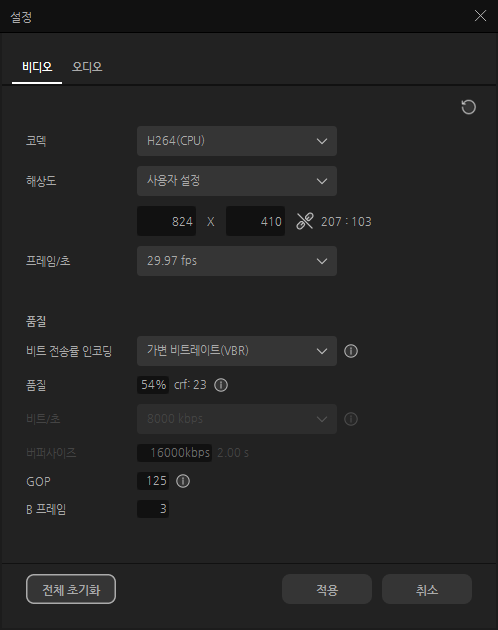 설정
비디오 오디오
코덱 H264(CPU)
해상도 사용자 설정
824 X 410 207 : 103
프레임/초 29.97 fps
품질
비트 전송률 인코딩 가변 비트레이트(VBR)
품질 54% crf: 23
비트/초 8000 kbps
버퍼사이즈 16000kbps 2.00 s
GOP 125
B 프레임 3
전체 초기화 적용 취소